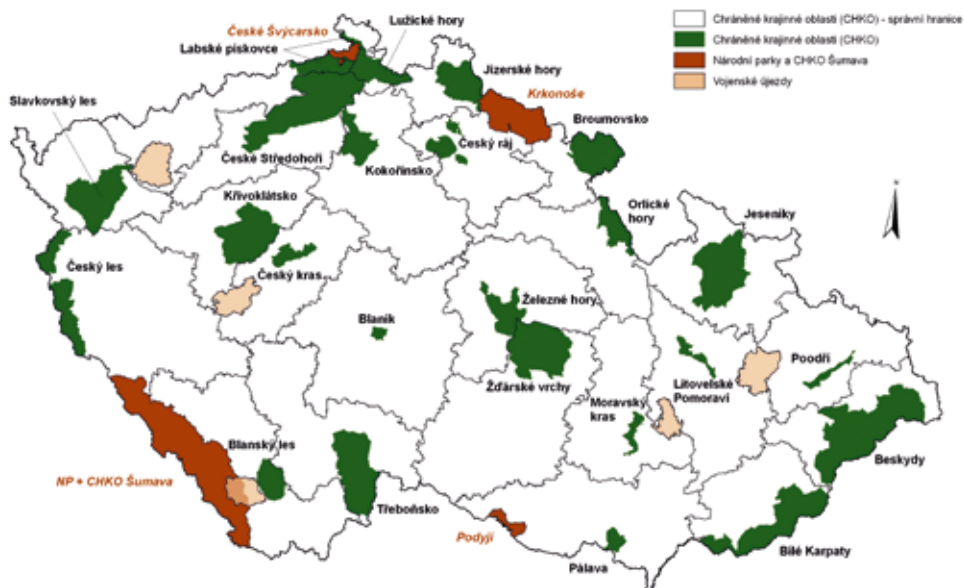 Chráněné krajinné oblasti (CHKO) - správní hranice
Chráněné krajinné oblasti (CHKO)
Národní parky a CHKO Šumava
Vojenské újezdy
České Švýcarsko
Lužické hory
Labské pískovce
Jizerské hory
Slavkovský les
Krkonoše
Broumovsko
České Středohoří
Český ráj
Kokořínsko
Křivoklátsko
Orlické
hory
Jeseníky
Český les
Český kras
Železné hory
Blaník
Žďárské vrchy
Poodří
Litovelské
Pomoraví
Moravský
kras
Blanský les
Beskydy
NP + CHKO Šumava
Třeboňsko
Podyjí
Pálava
Bílé Karpaty